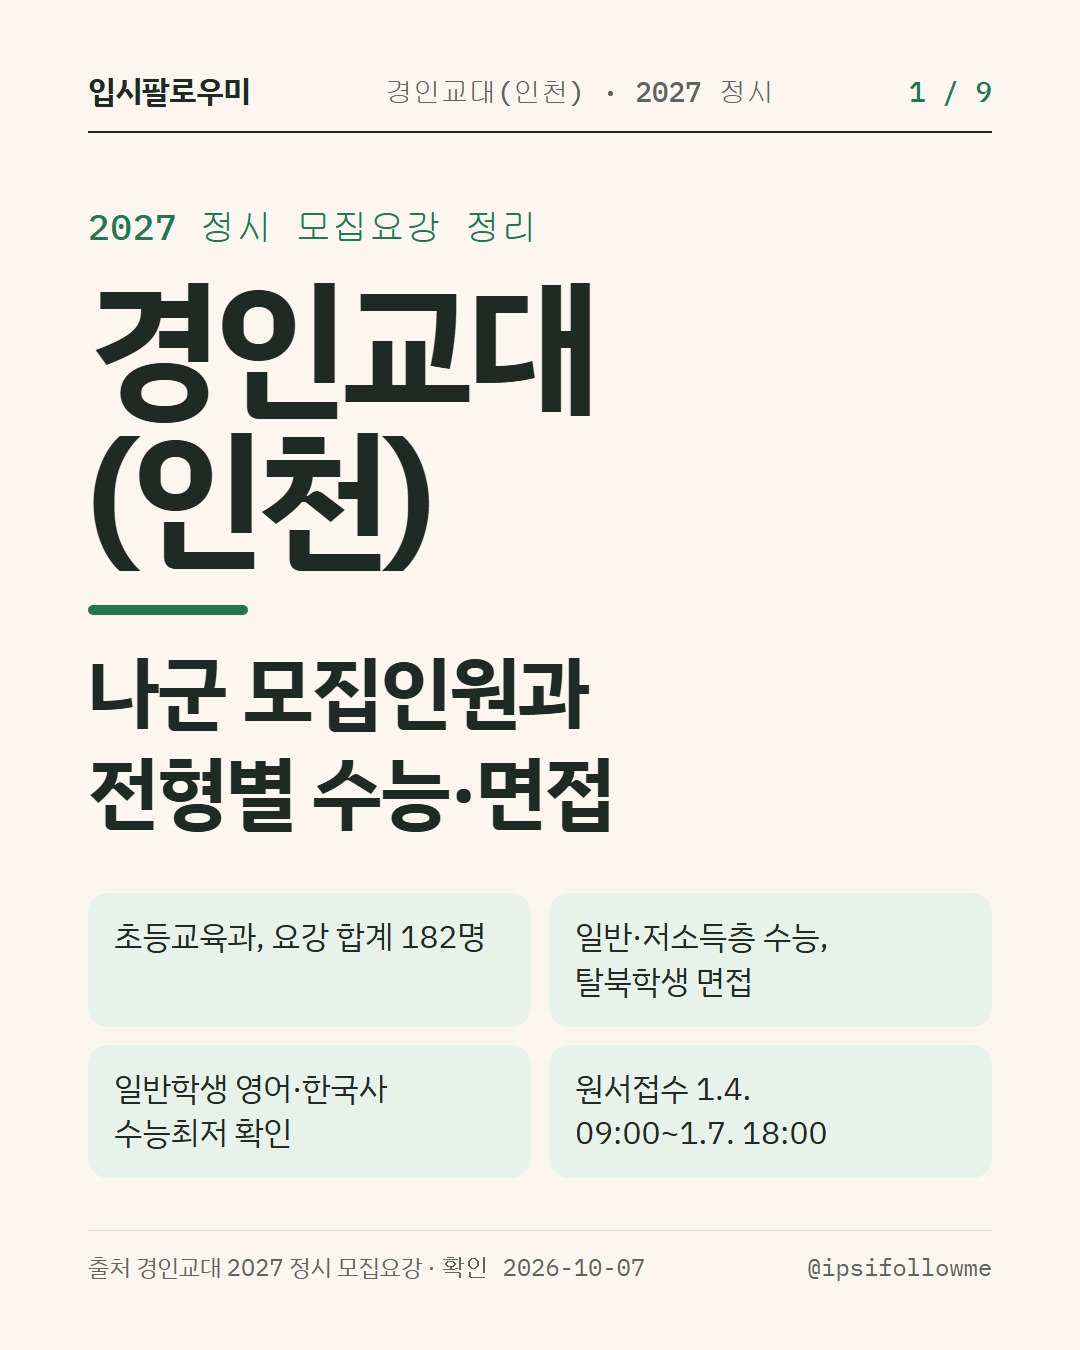 입시팔로우미
경인교대(인천) · 2027 정시
1 / 9
2027 정시 모집요강 정리
경인교대
(인천)
나군 모집인원과
전형별 수능·면접
초등교육과, 요강 합계 182명
일반·저소득층 수능,
탈북학생 면접
일반학생 영어·한국사
수능최저 확인
원서접수 1.4.
09:00~1.7. 18:00
출처 경인교대 2027 정시 모집요강 · 확인 2026-10-07
@ipsifollowme